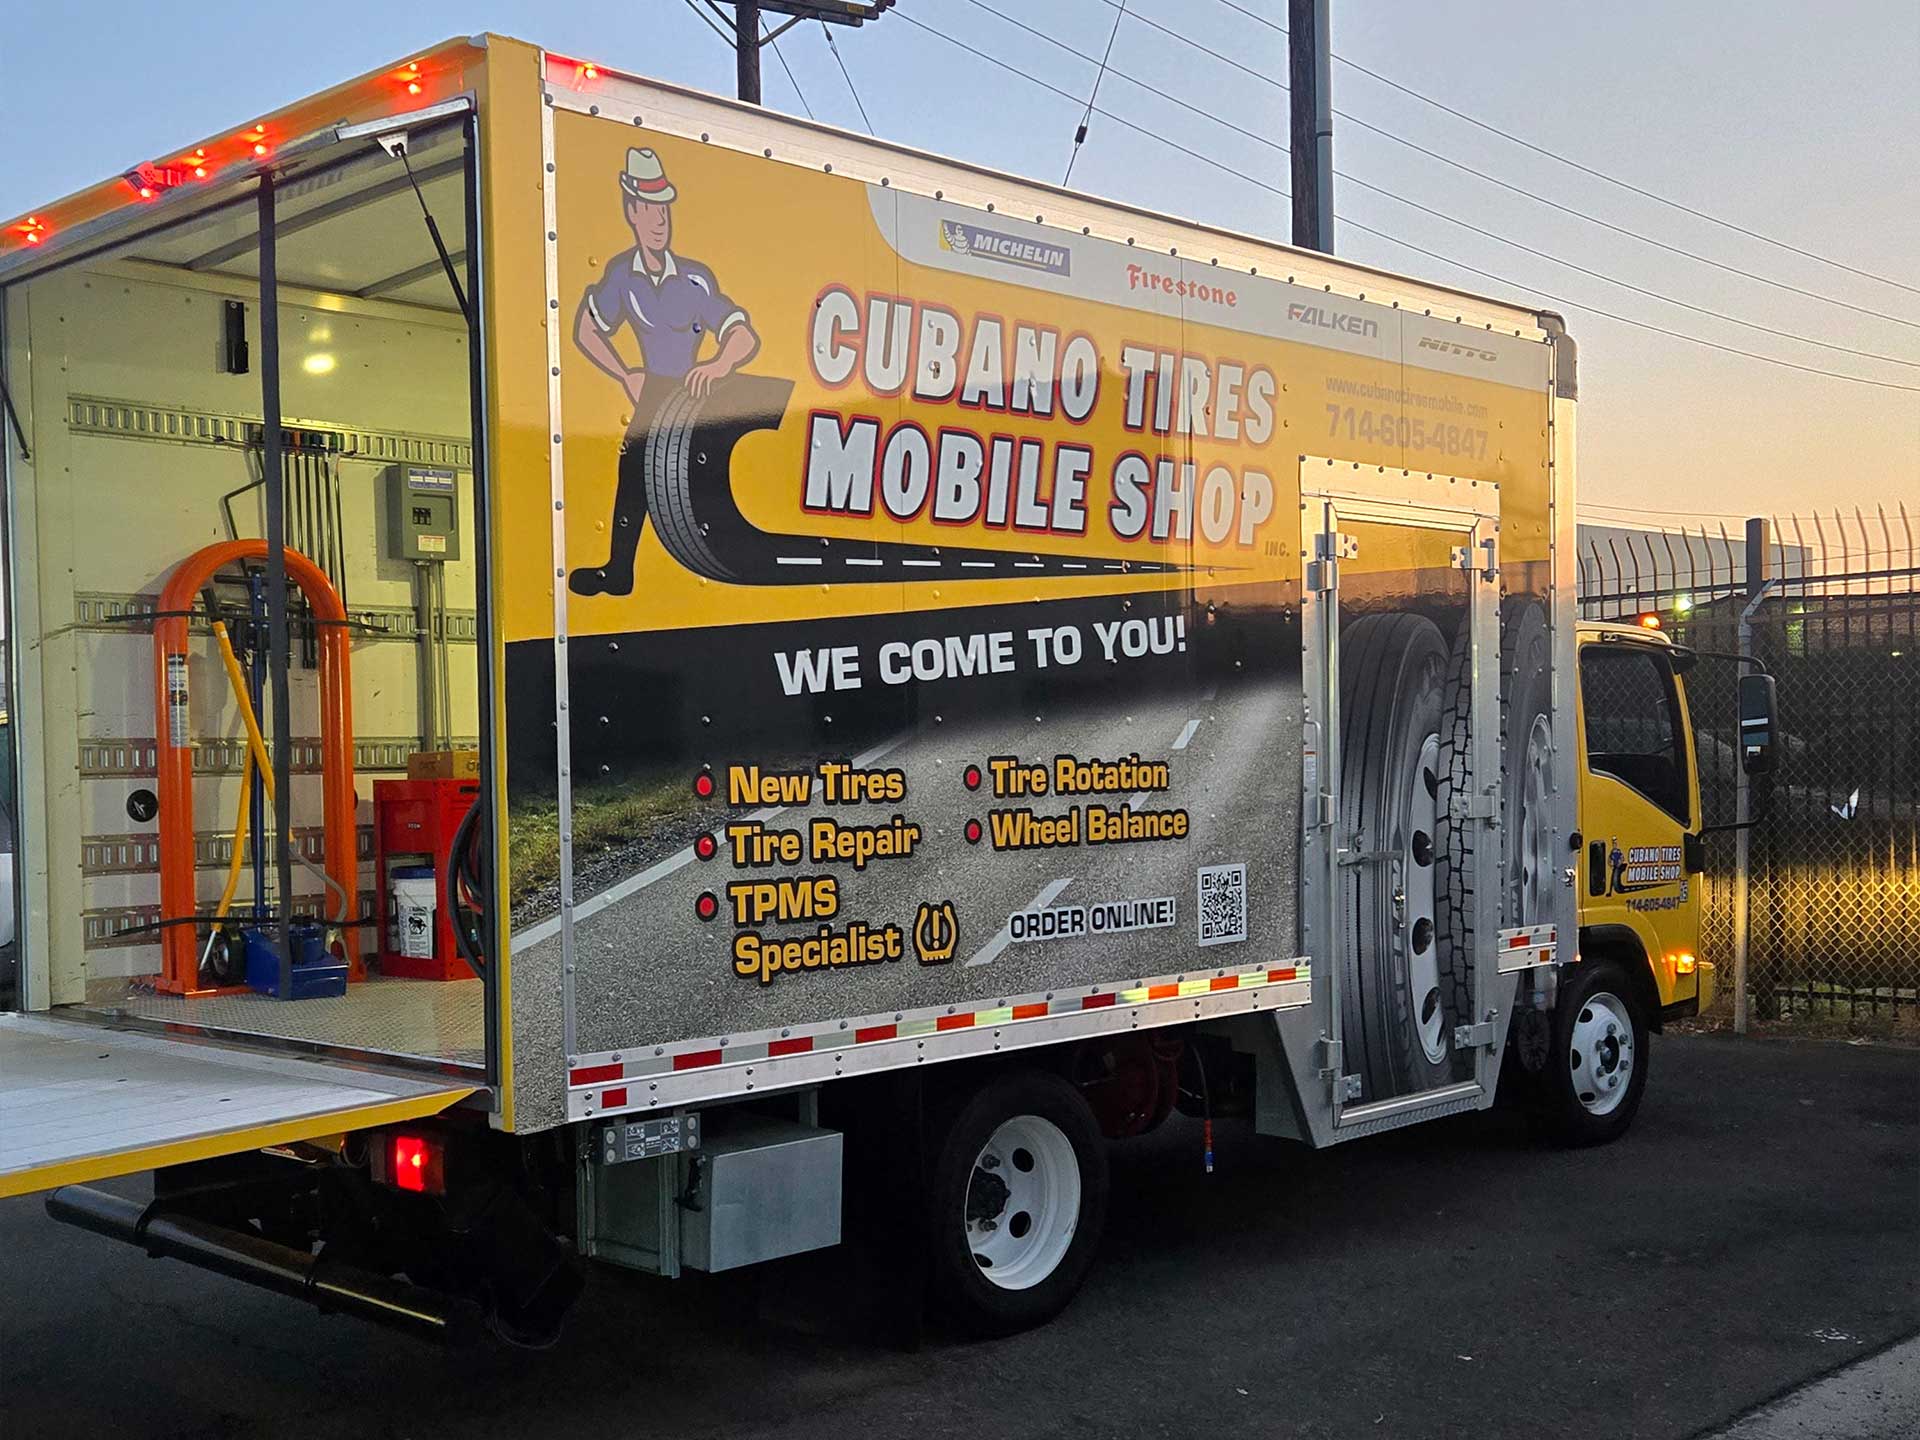 MICHELIN
Firestone
FALKEN
NITTO
www.cubanotiresmobile.com
714-605-4847
CUBANO TIRES
MOBILE SHOP
INC.
WE COME TO YOU!
New Tires
Tire Repair
TPMS
Specialist
Tire Rotation
Wheel Balance
ORDER ONLINE!
CUBANO TIRES
MOBILE SHOP
714-605-4847